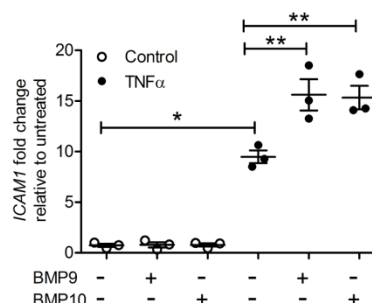 **
**
*
Control
TNFα
ICAM1 fold change
relative to untreated
20
15
10
5
0
BMP9 - + - - + -
BMP10 - - + - - +